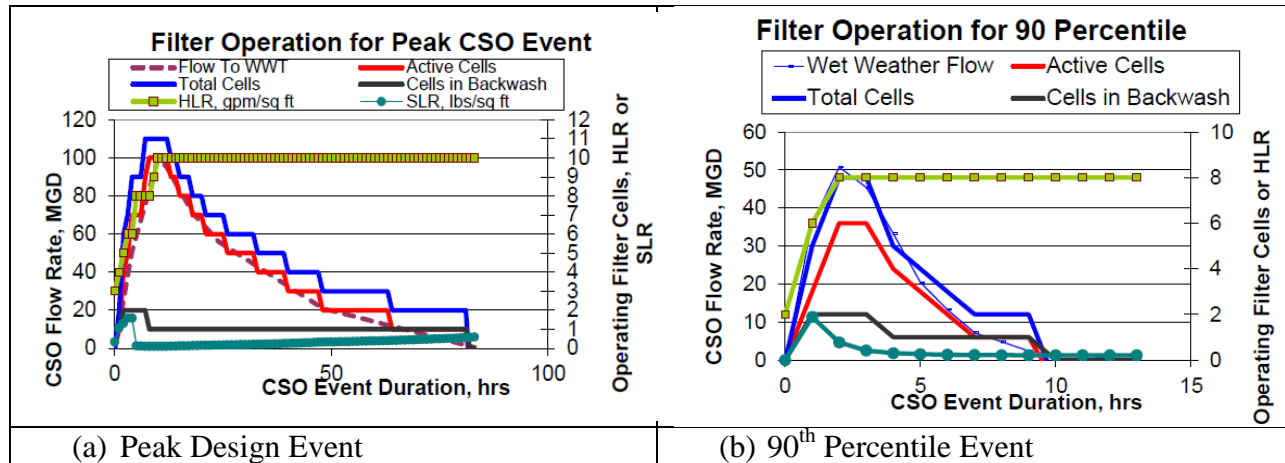 Filter Operation for Peak CSO Event
Flow To WWT
Active Cells
Total Cells
Cells in Backwash
HLR, gpm/sq ft
SLR, lbs/sq ft
CSO Flow Rate, MGD
120
100
80
60
40
20
0
12
11
10
9
8
7
6
5
4
3
2
1
0
Operating Filter Cells, HLR or
SLR
0
50
100
CSO Event Duration, hrs
(a) Peak Design Event
Filter Operation for 90 Percentile
Wet Weather Flow
Active Cells
Total Cells
Cells in Backwash
CSO Flow Rate, MGD
60
50
40
30
20
10
0
10
8
6
4
2
0
Operating Filter Cells or HLR
0
5
10
15
CSO Event Duration, hrs
(b) 90th Percentile Event